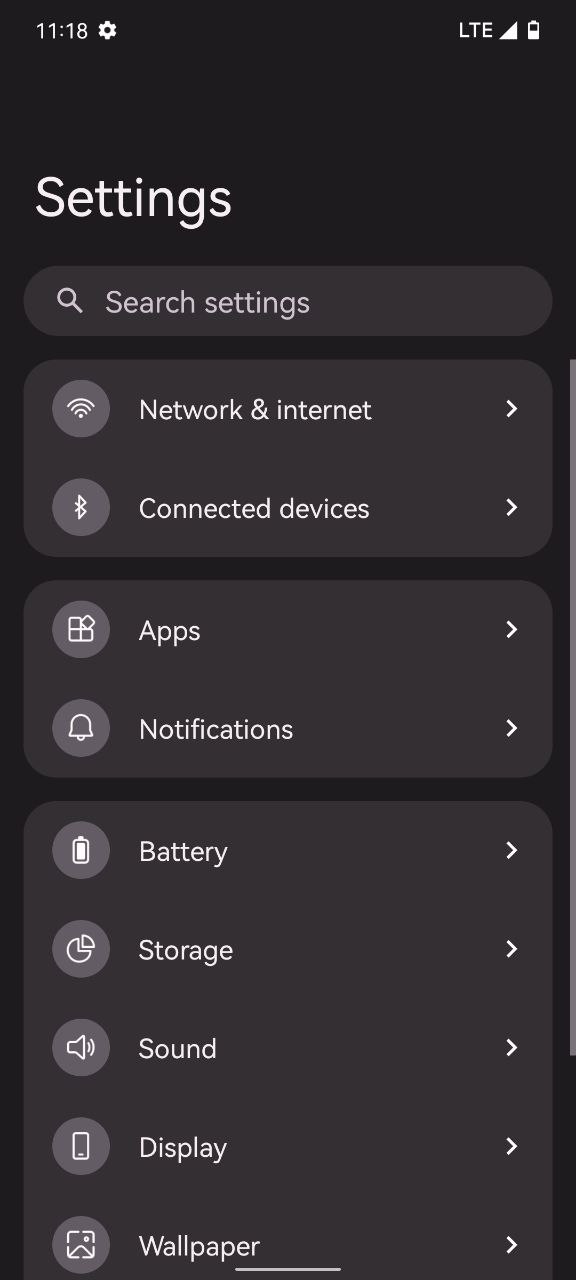 11:18 LTE
Settings
Search settings
Network & internet
Connected devices
Apps
Notifications
Battery
Storage
Sound
Display
Wallpaper